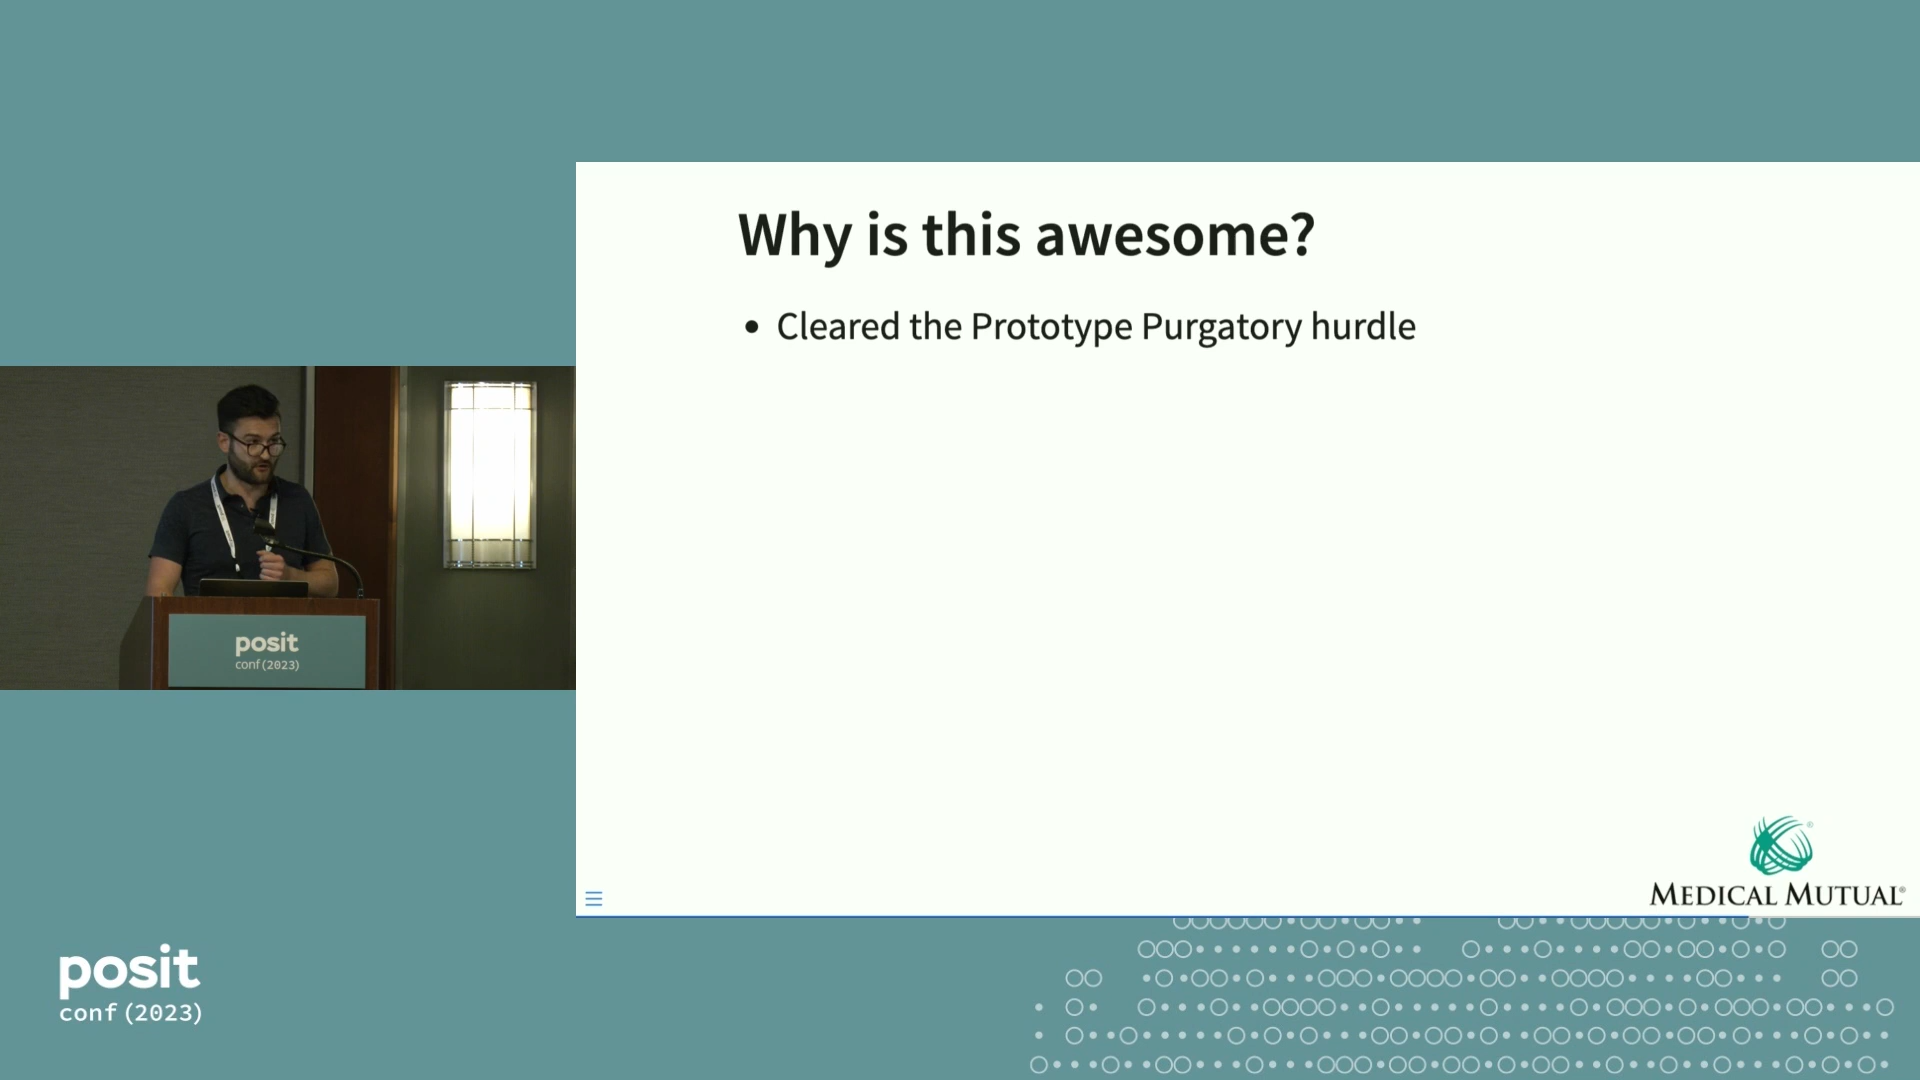 Why is this awesome?
• Cleared the Prototype Purgatory hurdle
MEDICAL MUTUAL®
posit
conf (2023)
posit
conf (2023)